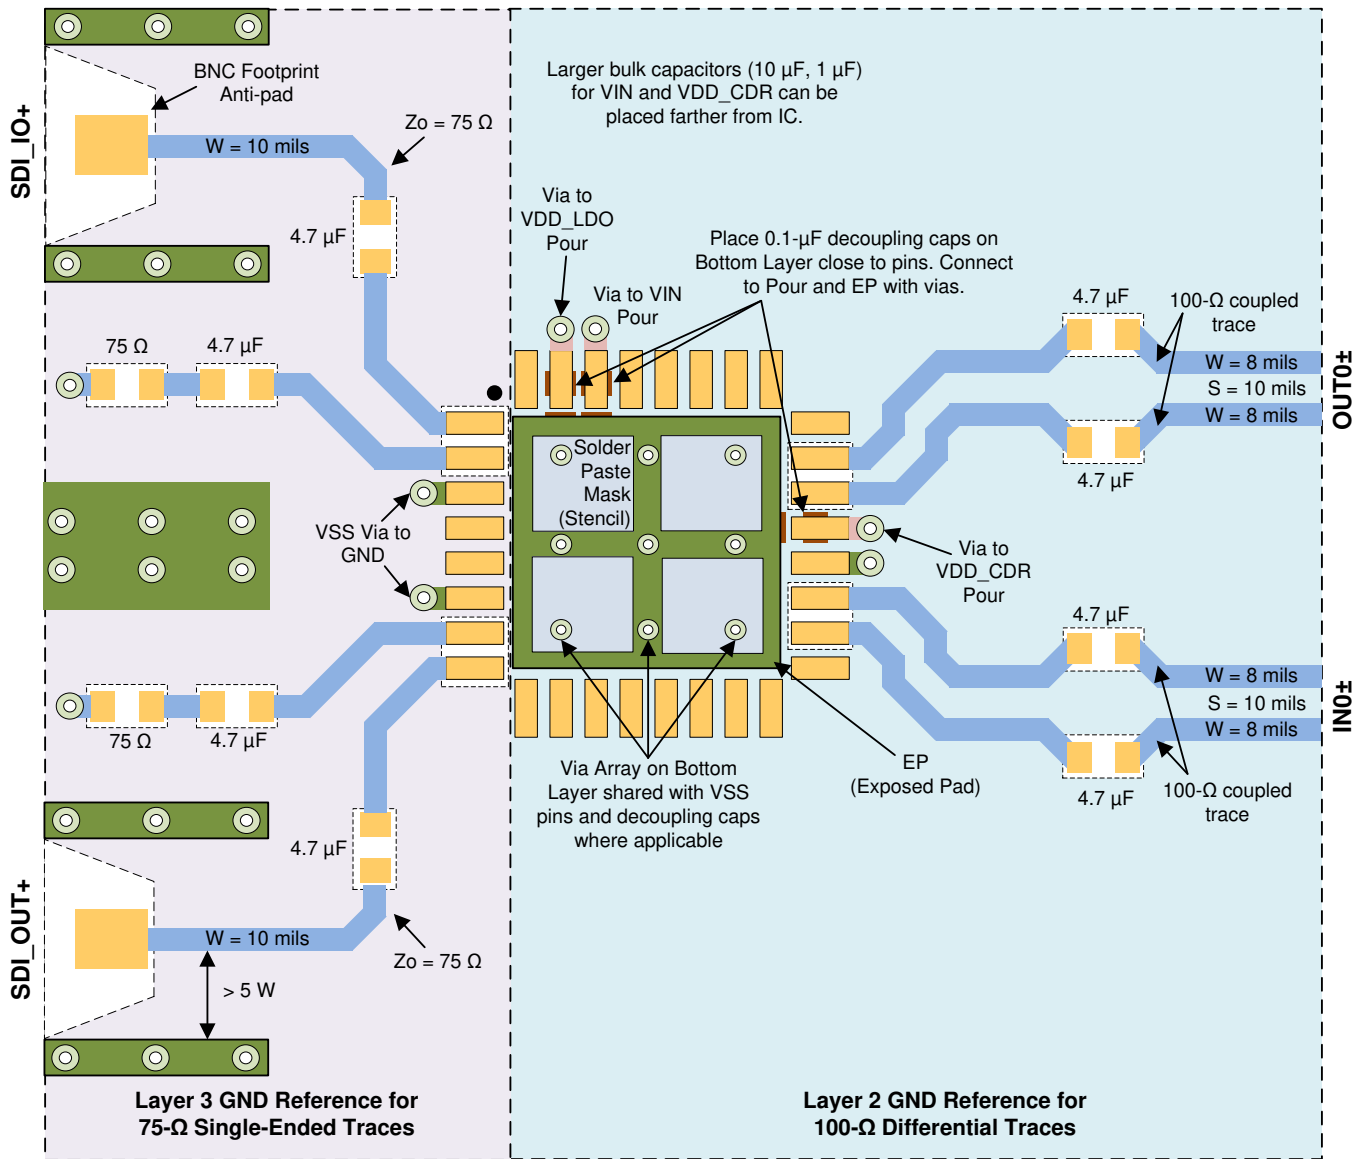 SDI_IO+
BNC Footprint
Anti-pad
Zo = 75 Ω
W = 10 mils
4.7 µF
75 Ω
4.7 µF
VSS Via to
GND
75 Ω
4.7 µF
4.7 µF
SDI_OUT+
W = 10 mils
Zo = 75 Ω
> 5 W
Layer 3 GND Reference for
75-Ω Single-Ended Traces
Larger bulk capacitors (10 µF, 1 µF)
for VIN and VDD_CDR can be
placed farther from IC.
Via to
VDD_LDO
Pour
Via to VIN
Pour
Place 0.1-µF decoupling caps on
Bottom Layer close to pins. Connect
to Pour and EP with vias.
4.7 µF
100-Ω coupled
trace
W = 8 mils
S = 10 mils
W = 8 mils
OUT0±
4.7 µF
Solder
Paste
Mask
(Stencil)
Via to
VDD_CDR
Pour
4.7 µF
W = 8 mils
S = 10 mils
W = 8 mils
IN0±
4.7 µF
100-Ω coupled
trace
EP
(Exposed Pad)
Via Array on Bottom
Layer shared with VSS
pins and decoupling caps
where applicable
Layer 2 GND Reference for
100-Ω Differential Traces